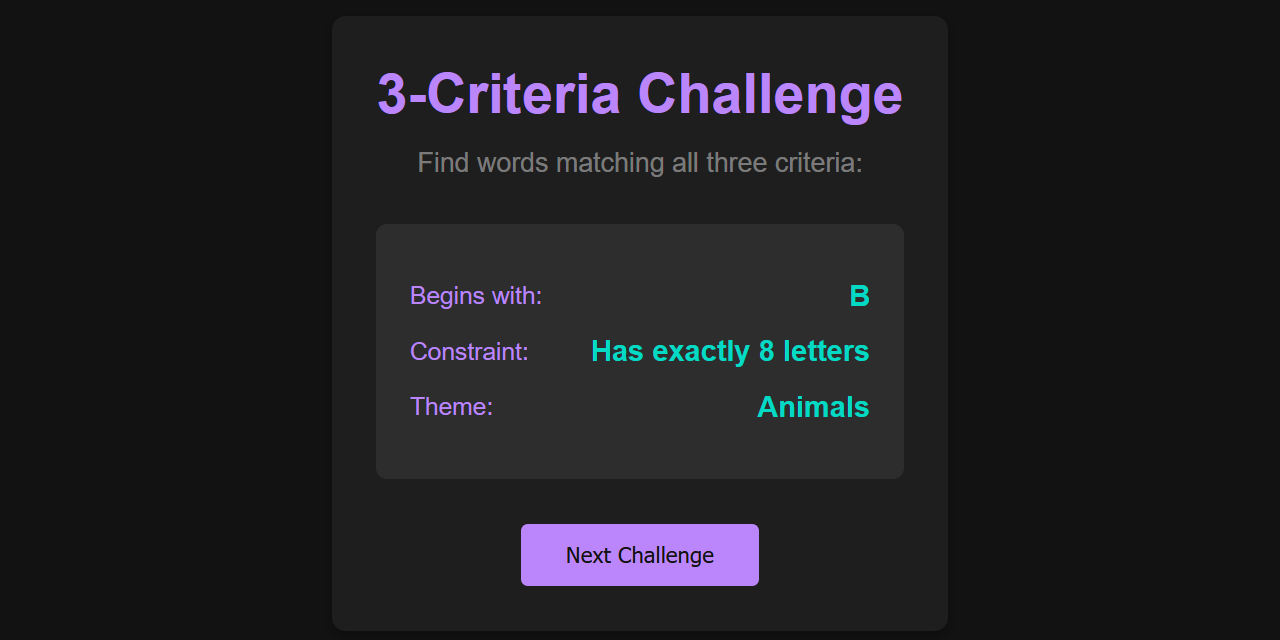 3-Criteria Challenge
Find words matching all three criteria:
Begins with: B
Constraint: Has exactly 8 letters
Theme: Animals
Next Challenge